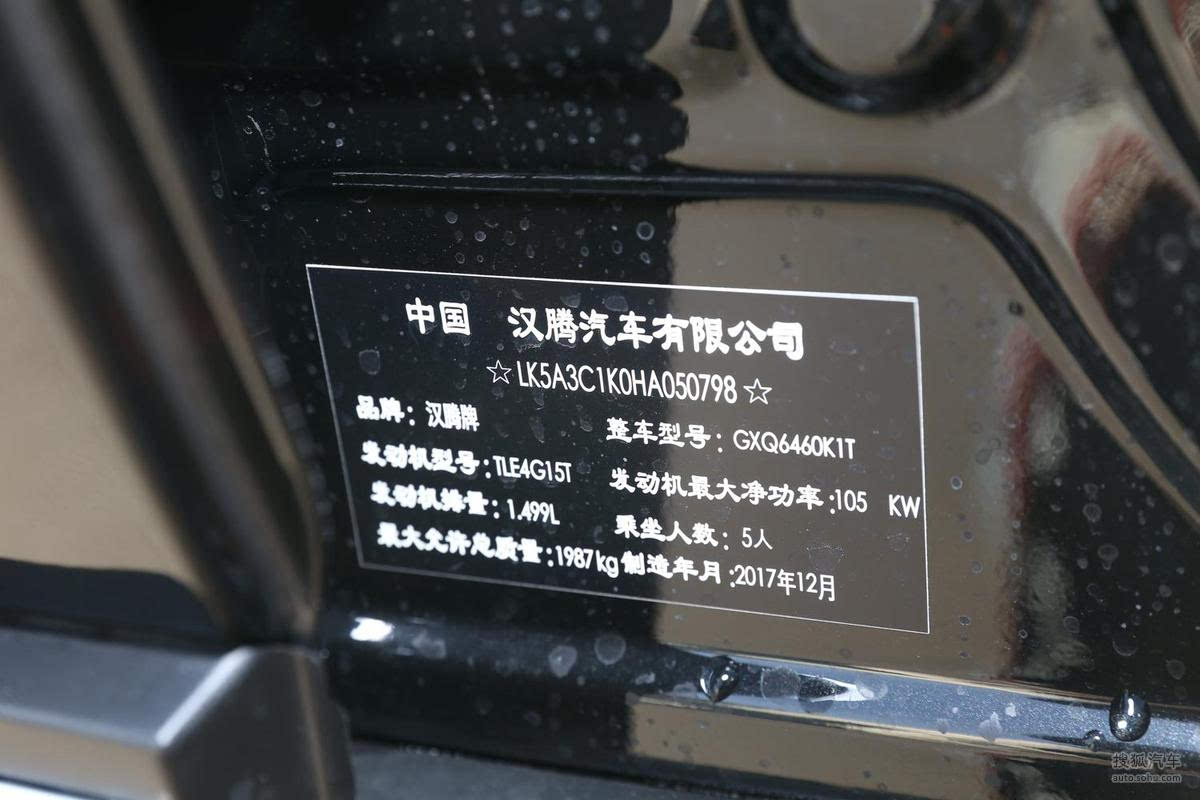 中国 汉腾汽车有限公司
☆LK5A3C1K0HA050798☆
品牌：汉腾牌 整车型号：GXQ6460K1T
发动机型号：TLE4G15T 发动机最大净功率：105 KW
发动机排量：1.499L 乘坐人数：5人
最大允许总质量：1987kg 制造年月：2017年12月
搜狐汽车
auto.sohu.com